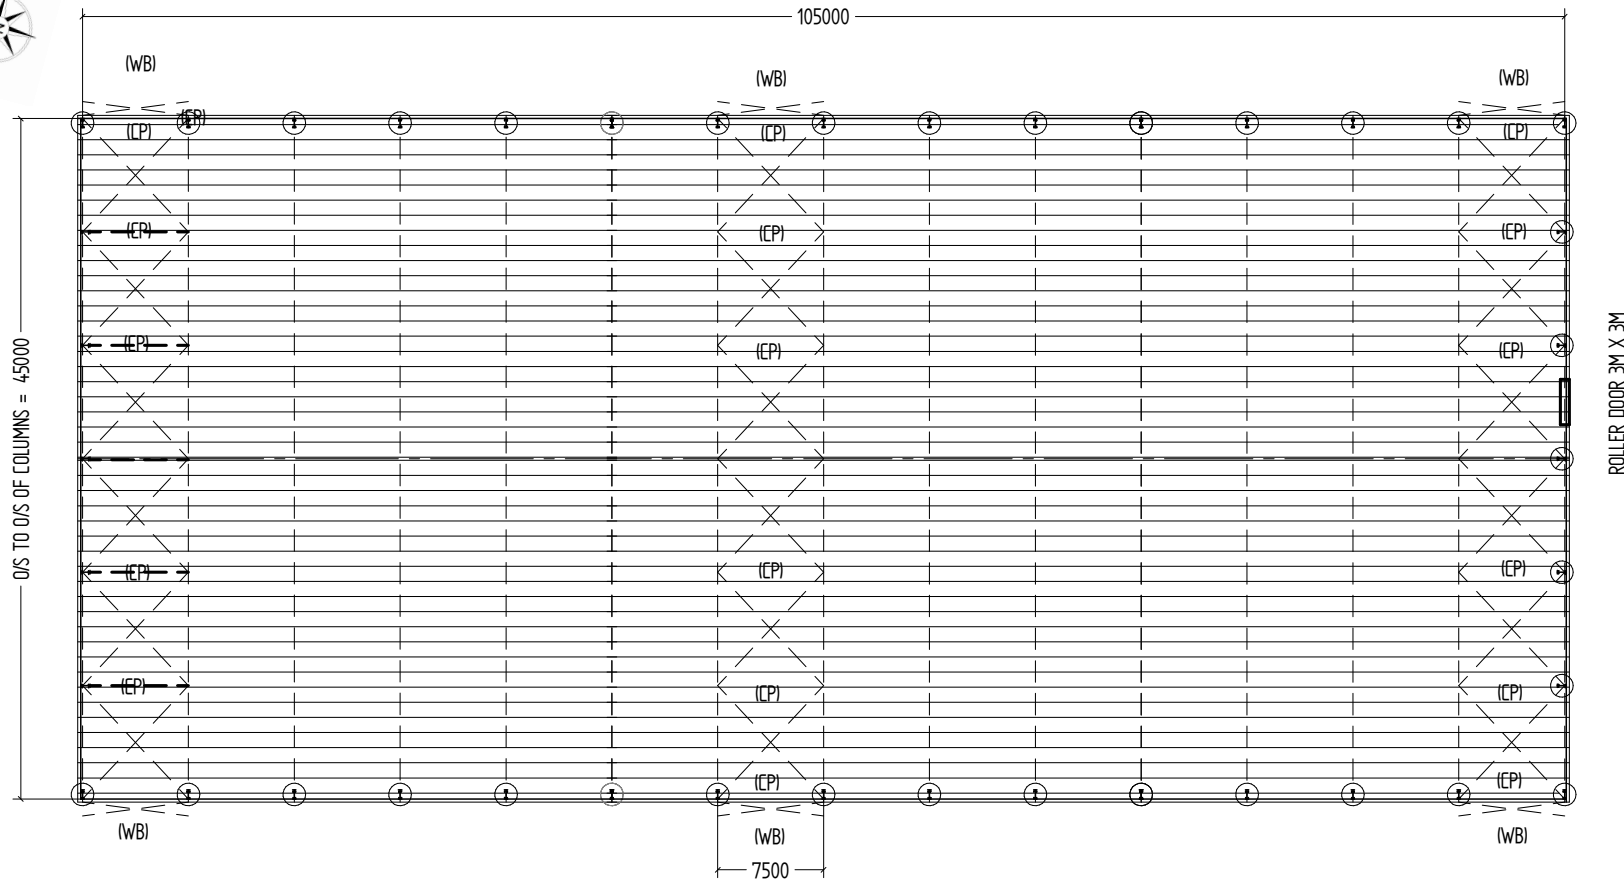 105000
(WB)
(WB)
(WB)
(CP)
(CP)
(CP)
(CP)
(CP)
(CP)
(CP)
(CP)
(CP)
(CP)
O/S TO O/S OF COLUMNS = 45000
ROLLER DOOR 3M X 3M
(CP)
(CP)
(CP)
(CP)
(CP)
(CP)
(CP)
(CP)
(WB)
(WB)
(WB)
7500